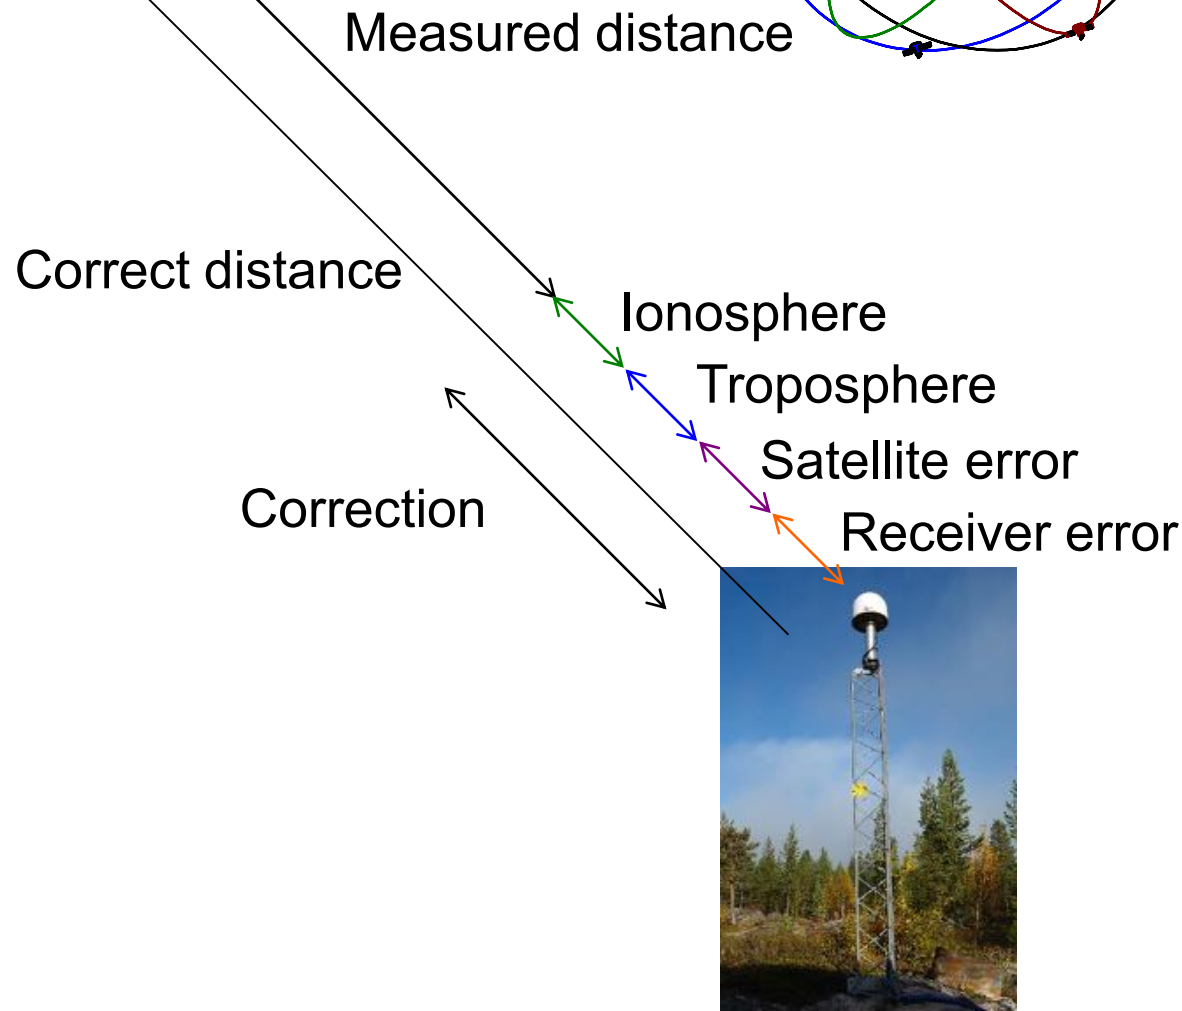 Measured distance
Correct distance
Ionosphere
Troposphere
Satellite error
Correction
Receiver error